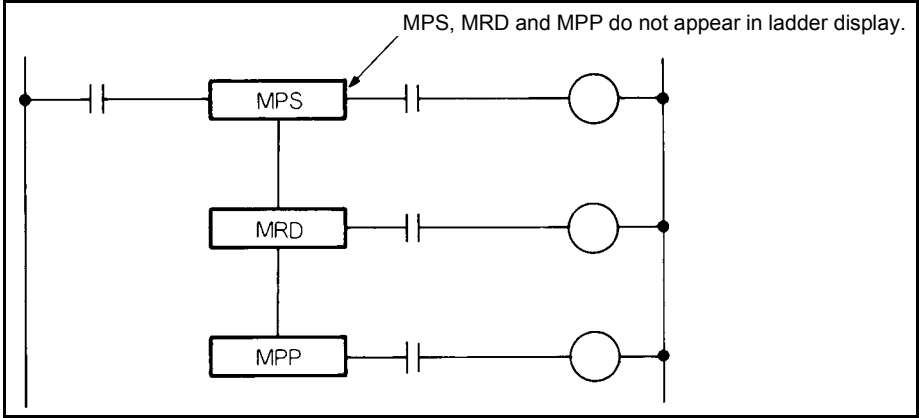 MPS, MRD and MPP do not appear in ladder display.
MPS
MRD
MPP